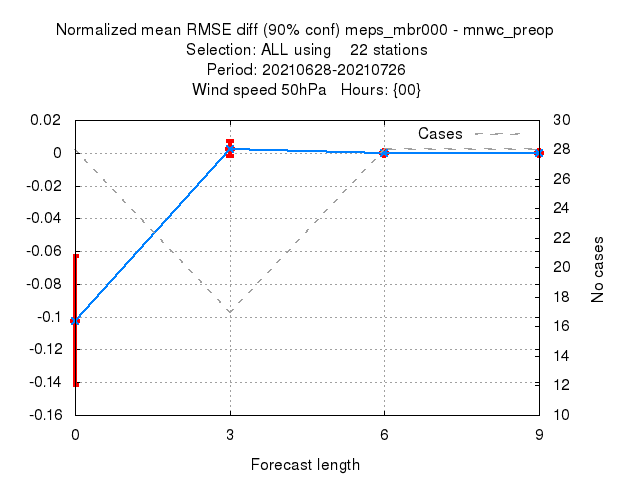 Normalized mean RMSE diff (90% conf) meps_mbr000 - mnwc_preop
Selection: ALL using    22 stations
Period: 20210628-20210726
Wind speed 50hPa   Hours: {00}
Cases
0.02
0
-0.02
-0.04
-0.06
-0.08
-0.1
-0.12
-0.14
-0.16
30
28
26
24
22
20
18
16
14
12
10
No cases
0 3 6 9
Forecast length